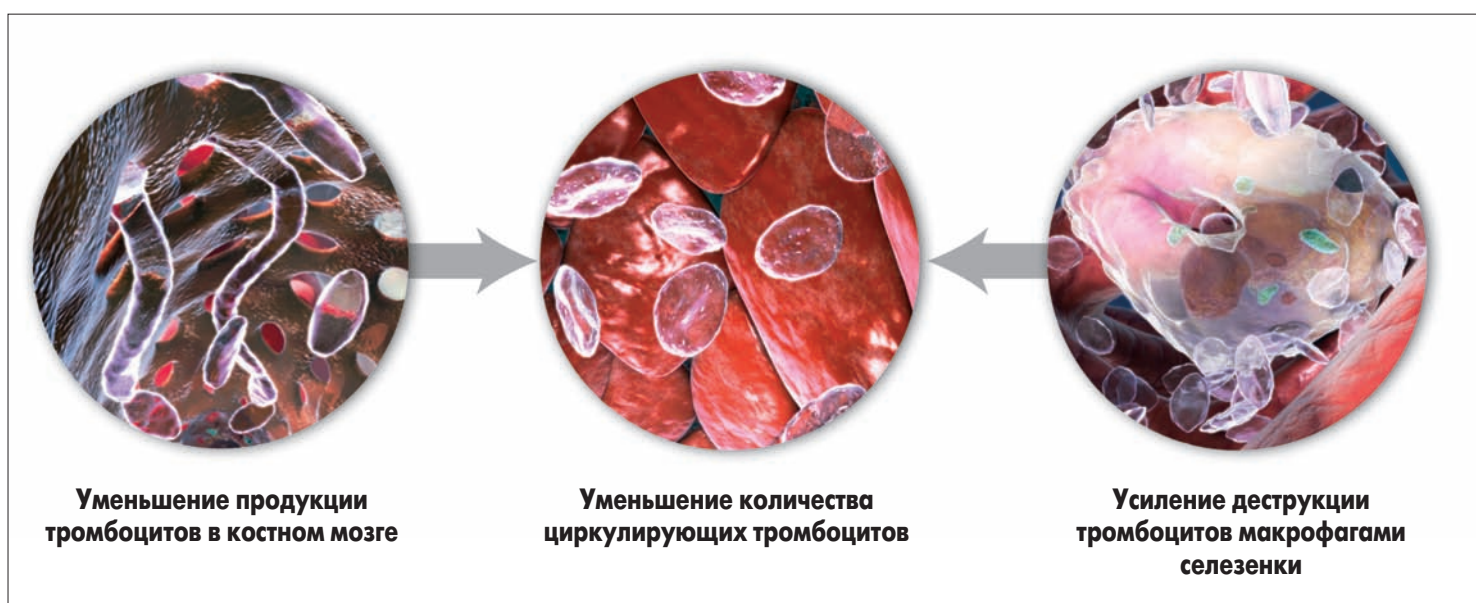 Уменьшение продукции
тромбоцитов в костном мозге
Уменьшение количества
циркулирующих тромбоцитов
Усиление деструкции
тромбоцитов макрофагами
селезенки